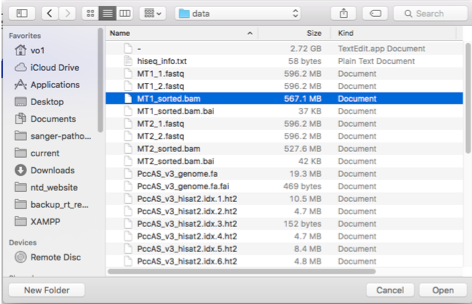 data
Search
Favorites
vo1
iCloud Drive
Applications
Desktop
Documents
sanger-patho...
current
Downloads
ntd_website
backup_rt_re...
XAMPP
Devices
Remote Disc
Name Size Kind
- 2.72 GB TextEdit.app Document
hiseq_info.txt 58 bytes Plain Text Document
MT1_1.fastq 596.2 MB Document
MT1_2.fastq 596.2 MB Document
MT1_sorted.bam 567.1 MB Document
MT1_sorted.bam.bai 37 KB Document
MT2_1.fastq 596.2 MB Document
MT2_2.fastq 596.2 MB Document
MT2_sorted.bam 527.6 MB Document
MT2_sorted.bam.bai 42 KB Document
PccAS_v3_genome.fa 19.3 MB Document
PccAS_v3_genome.fa.fai 469 bytes Document
PccAS_v3_hisat2.idx.1.ht2 10.5 MB Document
PccAS_v3_hisat2.idx.2.ht2 4.7 MB Document
PccAS_v3_hisat2.idx.3.ht2 152 bytes Document
PccAS_v3_hisat2.idx.4.ht2 4.7 MB Document
PccAS_v3_hisat2.idx.5.ht2 8.4 MB Document
PccAS_v3_hisat2.idx.6.ht2 4.8 MB Document
New Folder Cancel Open